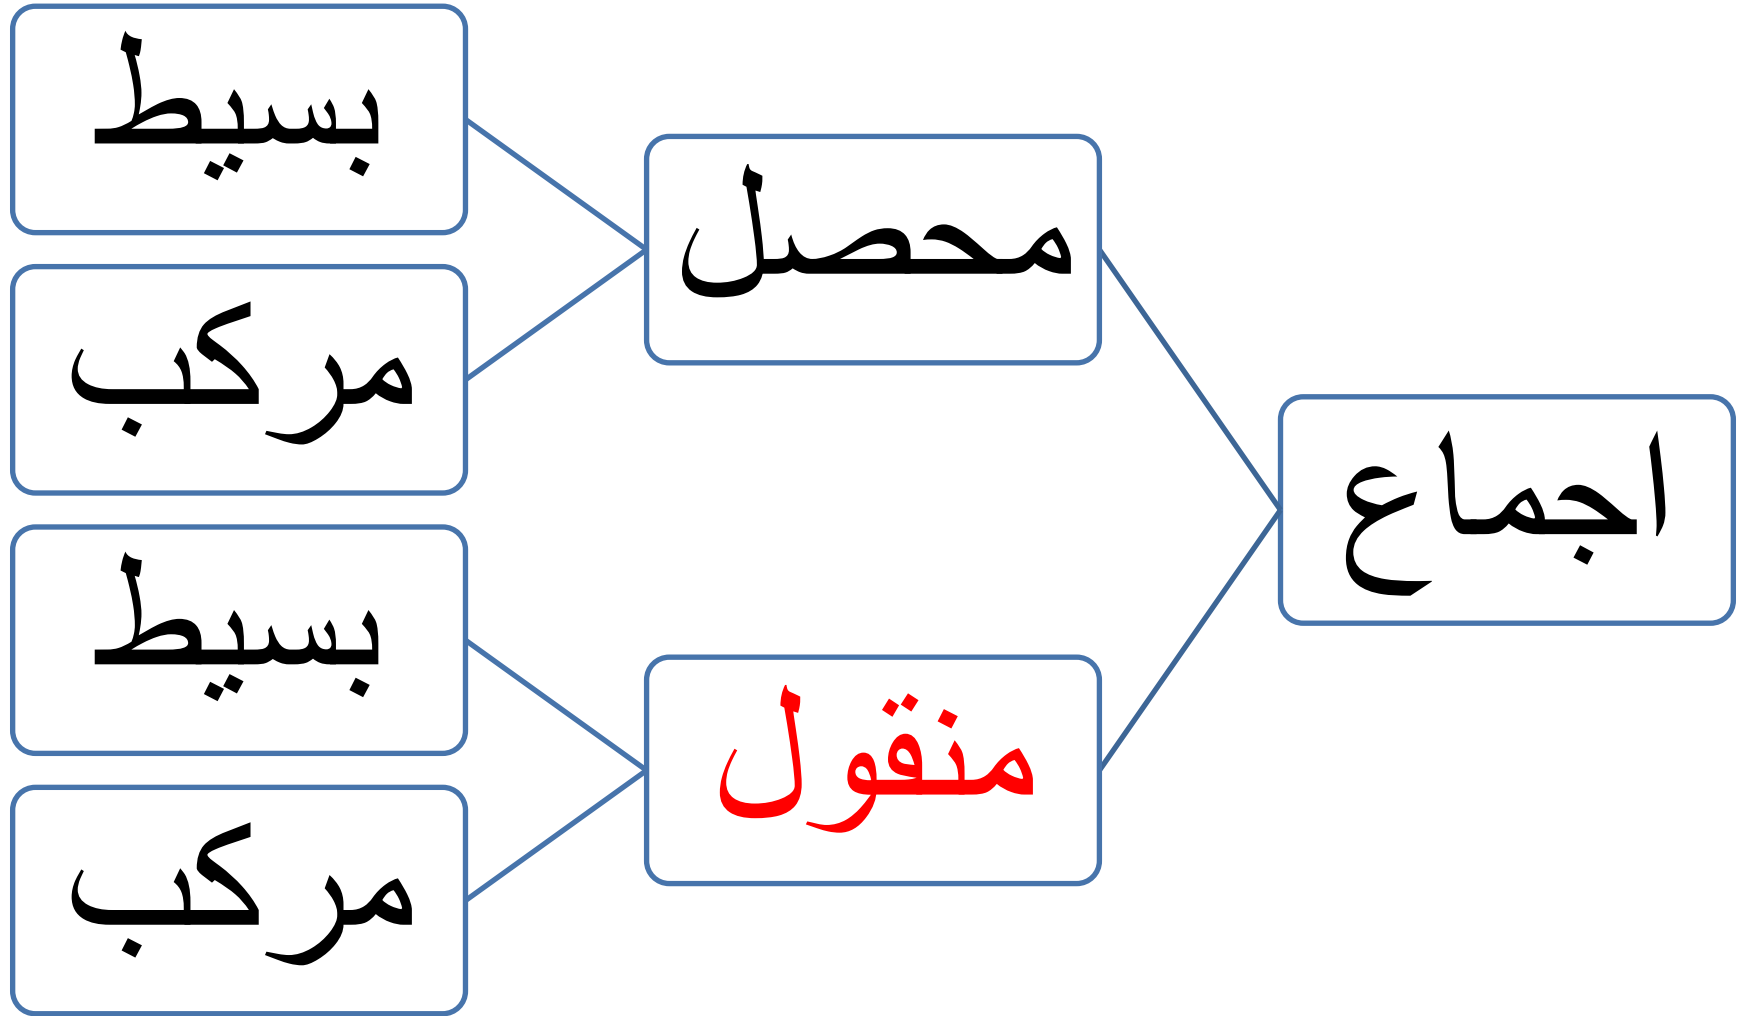 اجماع
محصل
بسيط
مركب
منقول
بسيط
مركب